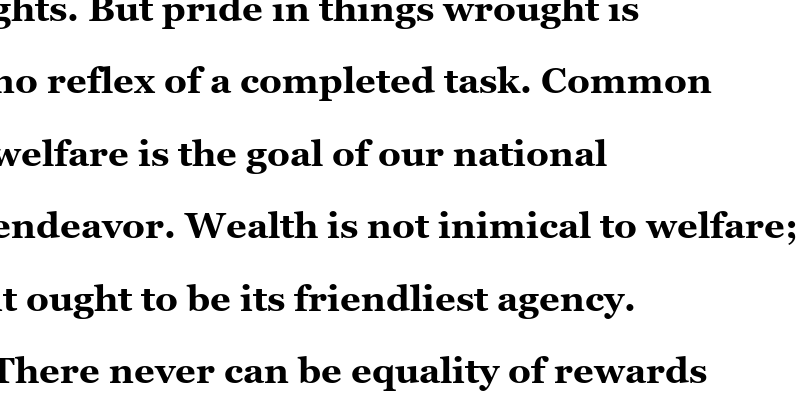 ghts. But pride in things wrought is
no reflex of a completed task. Common
welfare is the goal of our national
endeavor. Wealth is not inimical to welfare;
it ought to be its friendliest agency.
There never can be equality of rewards